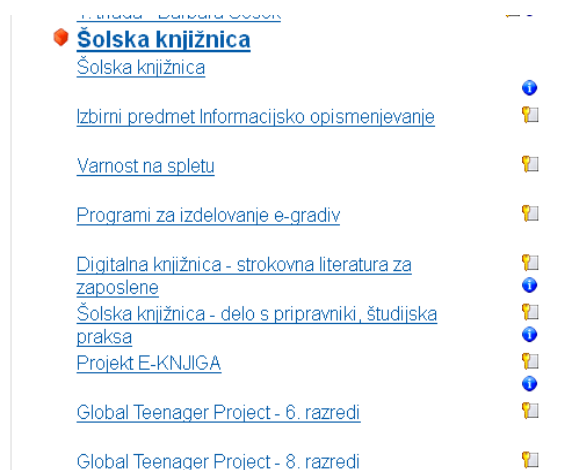 Šolska knjižnica
Šolska knjižnica
Izbirni predmet Informacijsko opismenjevanje
Varnost na spletu
Programi za izdelovanje e-gradiv
Digitalna knjižnica - strokovna literatura za
zaposlene
Šolska knjižnica - delo s pripravniki, študijska
praksa
Projekt E-KNJIGA
Global Teenager Project - 6. razredi
Global Teenager Project - 8. razredi